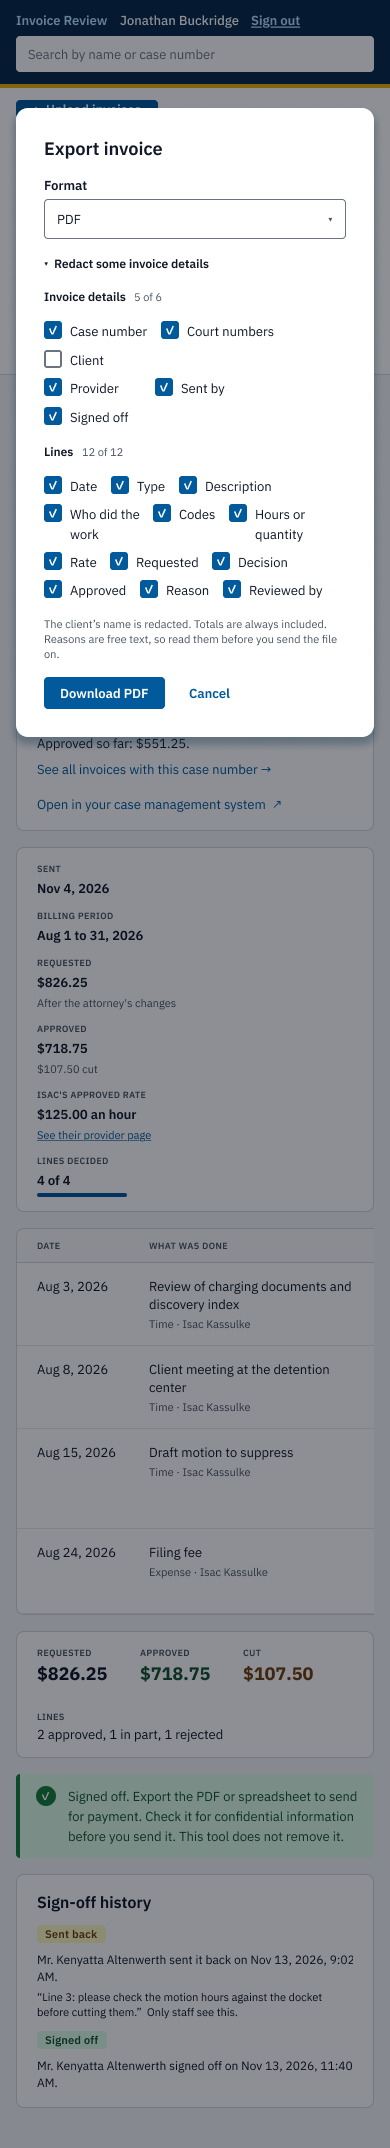 Invoice Review Jonathan Buckridge Sign out
Search by name or case number
Export invoice
Format
PDF
Redact some invoice details
Invoice details 5 of 6
Case number Court numbers
Client
Provider Sent by
Signed off
Lines 12 of 12
Date Type Description
Who did the work Codes Hours or quantity
Rate Requested Decision
Approved Reason Reviewed by
The client's name is redacted. Totals are always included.
Reasons are free text, so read them before you send the file
on.
Download PDF Cancel
Approved so far: $551.25.
See all invoices with this case number →
Open in your case management system ↗
SENT
Nov 4, 2026
BILLING PERIOD
Aug 1 to 31, 2026
REQUESTED
$826.25
After the attorney's changes
APPROVED
$718.75
$107.50 cut
ISAC'S APPROVED RATE
$125.00 an hour
See their provider page
LINES DECIDED
4 of 4
DATE WHAT WAS DONE
Aug 3, 2026 Review of charging documents and
discovery index
Time · Isac Kassulke
Aug 8, 2026 Client meeting at the detention
center
Time · Isac Kassulke
Aug 15, 2026 Draft motion to suppress
Time · Isac Kassulke
Aug 24, 2026 Filing fee
Expense · Isac Kassulke
REQUESTED APPROVED CUT
$826.25 $718.75 $107.50
LINES
2 approved, 1 in part, 1 rejected
Signed off. Export the PDF or spreadsheet to send
for payment. Check it for confidential information
before you send it. This tool does not remove it.
Sign-off history
Sent back
Mr. Kenyatta Altenwerth sent it back on Nov 13, 2026, 9:02
AM.
“Line 3: please check the motion hours against the docket
before cutting them.” Only staff see this.
Signed off
Mr. Kenyatta Altenwerth signed off on Nov 13, 2026, 11:40
AM.